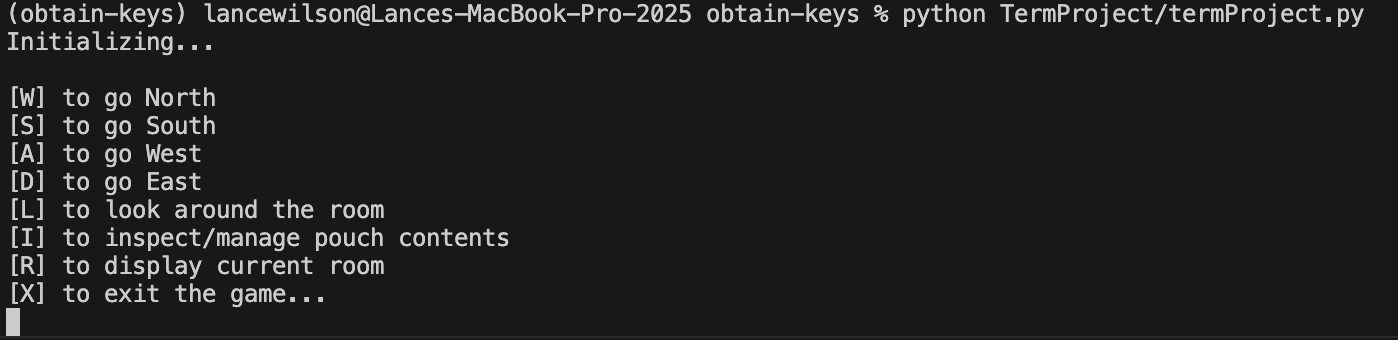 (obtain-keys) lancewilson@Lances-MacBook-Pro-2025 obtain-keys % python TermProject/termProject.py
Initializing...
[W] to go North
[S] to go South
[A] to go West
[D] to go East
[L] to look around the room
[I] to inspect/manage pouch contents
[R] to display current room
[X] to exit the game...